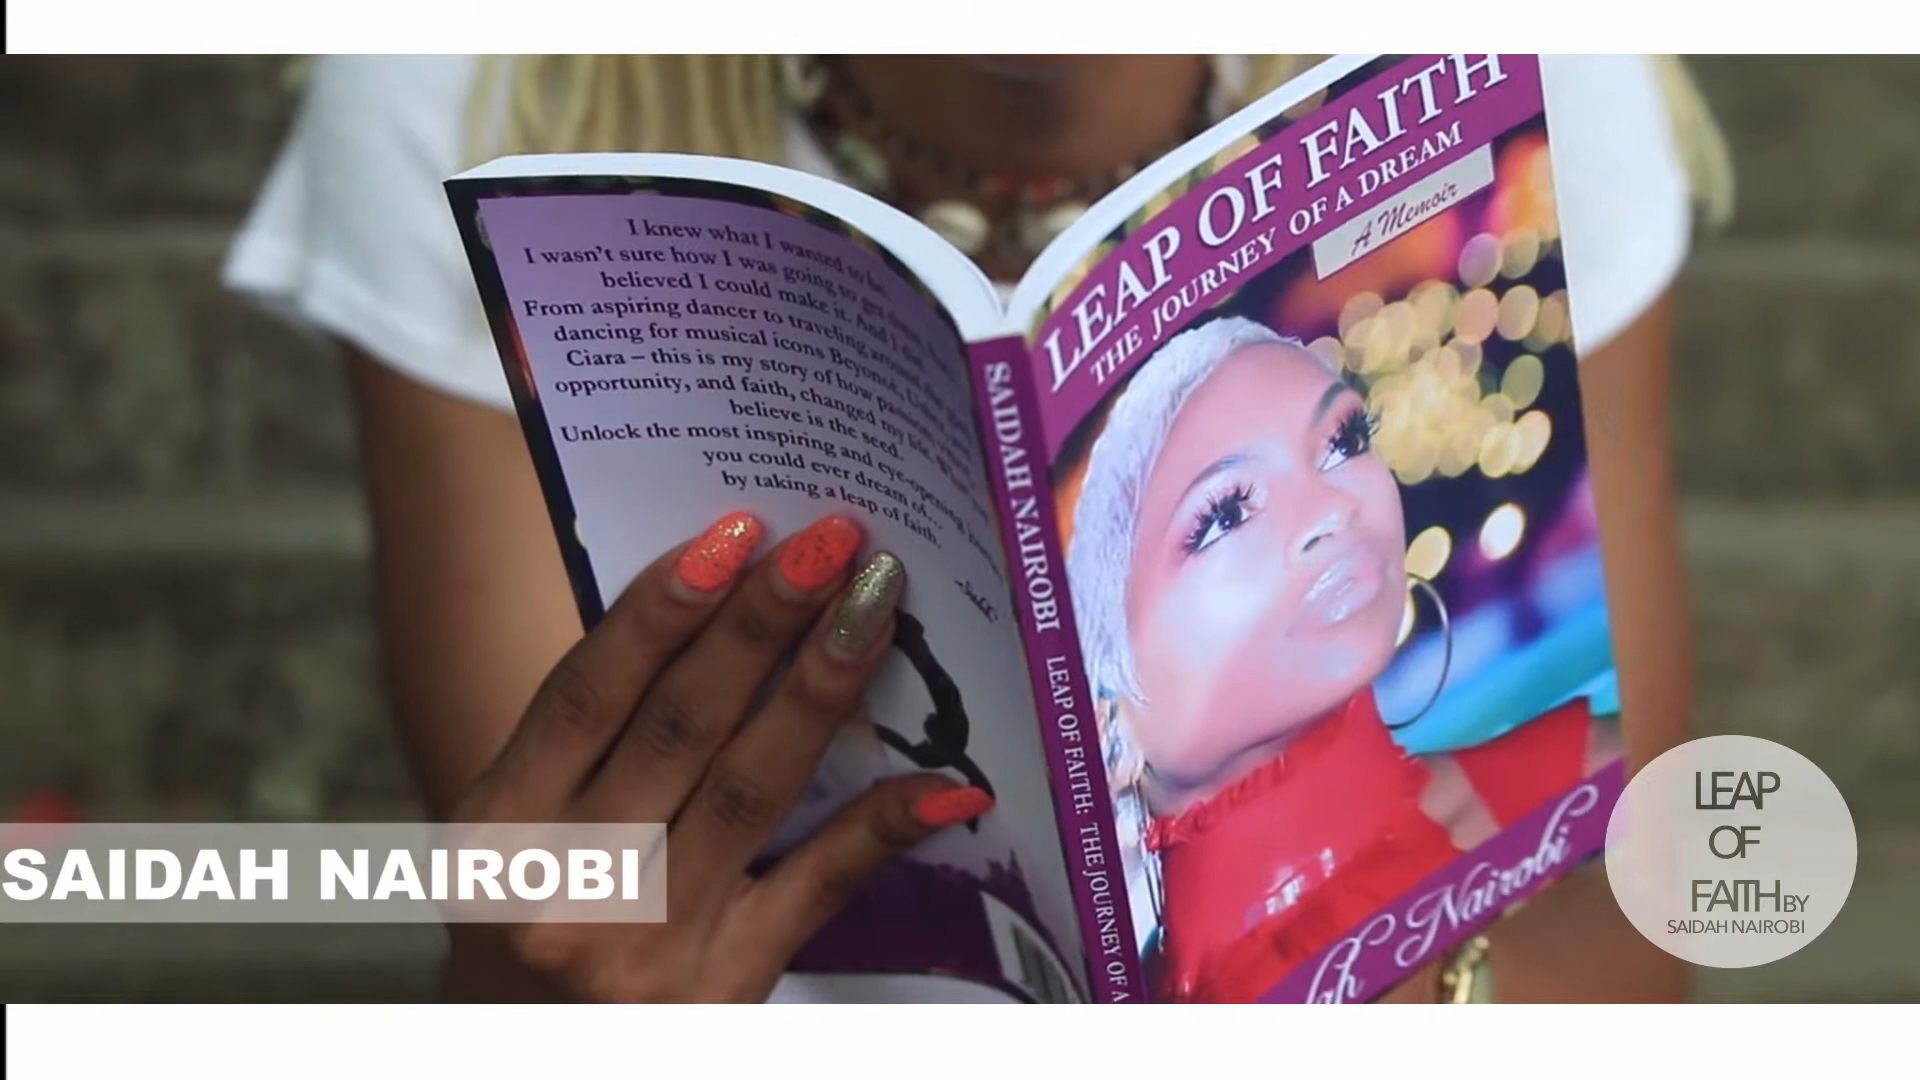 I knew what I wanted to be.
I wasn't sure how I was going to get there, but I
believed I could make it. And I did.
From aspiring dancer to traveling around the
dancing for musical icons Beyoncé, Usher, and
Ciara – this is my story of how passion,
opportunity, and faith, changed my life. What you
believe is the seed.
Unlock the most inspiring and eye-opening journey
you could ever dream of...
by taking a leap of faith.
SAIDAH NAIROBI LEAP OF FAITH: THE JOURNEY OF A
LEAP OF FAITH
THE JOURNEY OF A DREAM
A Memoir
Nairobi
SAIDAH NAIROBI
LEAP
OF
FAITH BY
SAIDAH NAIROBI